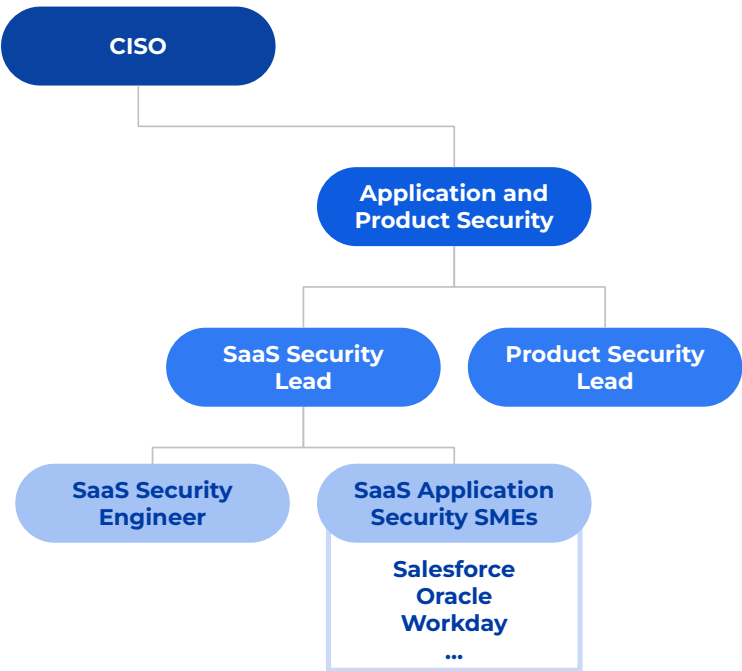 CISO
Application and
Product Security
SaaS Security
Lead
Product Security
Lead
SaaS Security
Engineer
SaaS Application
Security SMEs
Salesforce
Oracle
Workday
...